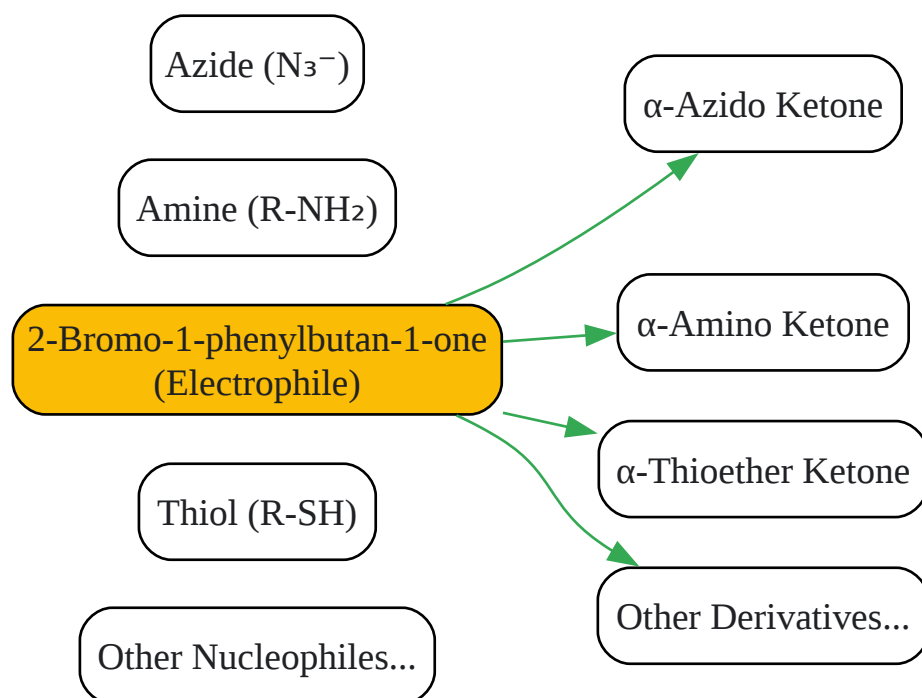 Azide (N₃⁻)
Amine (R-NH₂)
2-Bromo-1-phenylbutan-1-one
(Electrophile)
Thiol (R-SH)
Other Nucleophiles...
α-Azido Ketone
α-Amino Ketone
α-Thioether Ketone
Other Derivatives...